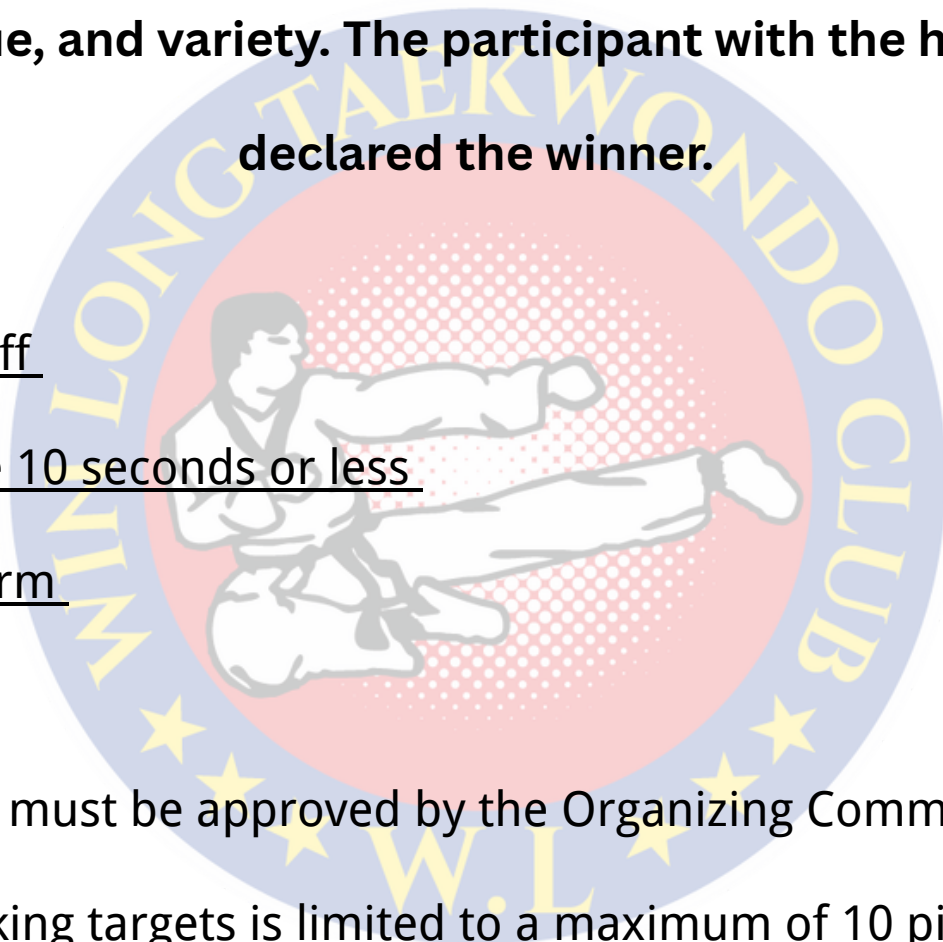 ue, and variety. The participant with the h
declared the winner.
ff
e 10 seconds or less
rm
must be approved by the Organizing Comm
king targets is limited to a maximum of 10 pi
WIN LONG TAEKWONDO CLUB
W.L